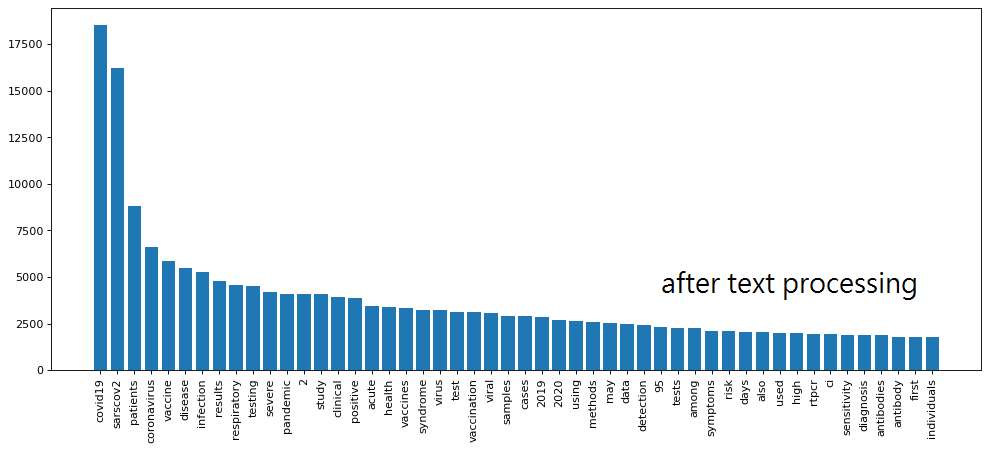 17500
15000
12500
10000
7500
5000
2500
0
after text processing
covid19
sarscov2
patients
coronavirus
vaccine
disease
infection
results
respiratory
testing
severe
pandemic
2
study
clinical
positive
acute
health
vaccines
syndrome
virus
test
vaccination
viral
samples
cases
2019
2020
using
methods
may
data
detection
95
tests
among
symptoms
risk
days
also
used
high
rtpcr
ci
sensitivity
diagnosis
antibodies
antibody
first
individuals